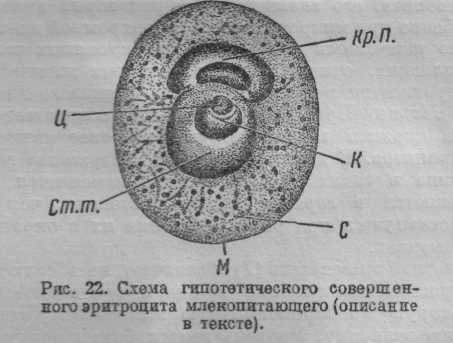 Кр.П.
Ц
К
Ст.т.
С
М
Рис. 22. Схема гипотетического совершен-
ного эритроцита млекопитающего (описание
в тексте).